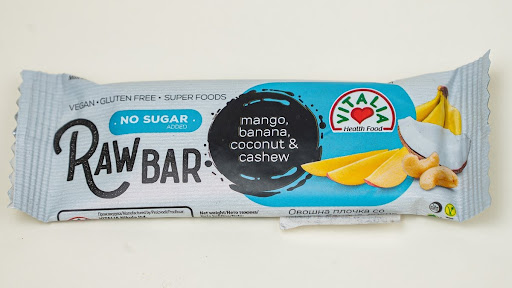 VEGAN • GLUTEN FREE • SUPER FOODS
NO SUGAR
ADDED
RAW BAR
mango,
banana,
coconut &
cashew
VITALIA
Health Food
Овошна плочка со
Net weight/Нето